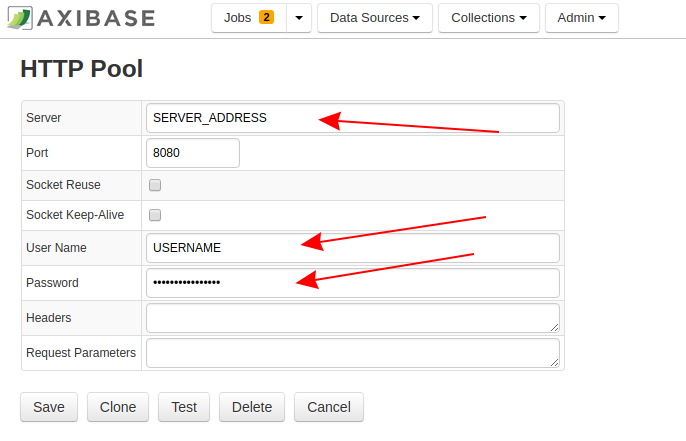 AXIBASE
Jobs 2 Data Sources Collections Admin
HTTP Pool
Server SERVER_ADDRESS
Port 8080
Socket Reuse
Socket Keep-Alive
User Name USERNAME
Password ••••••••••••••••
Headers
Request Parameters
Save Clone Test Delete Cancel